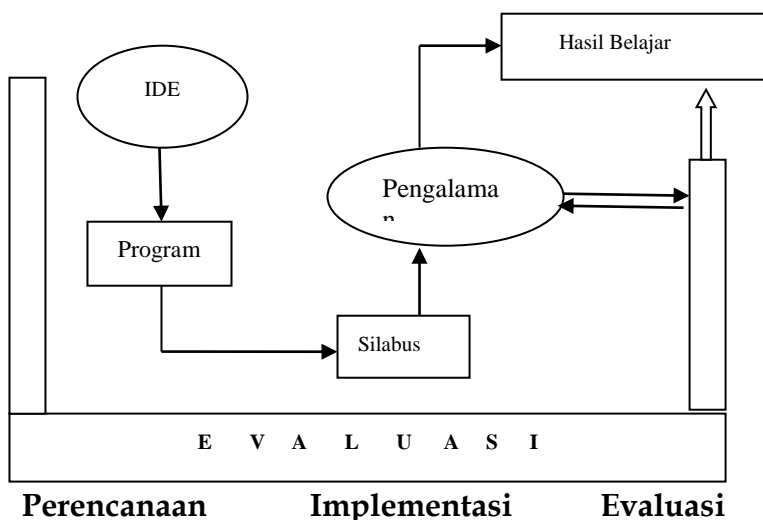 Hasil Belajar
IDE
Pengalama
Program
Silabus
E V A L U A S I
Perencanaan Implementasi Evaluasi